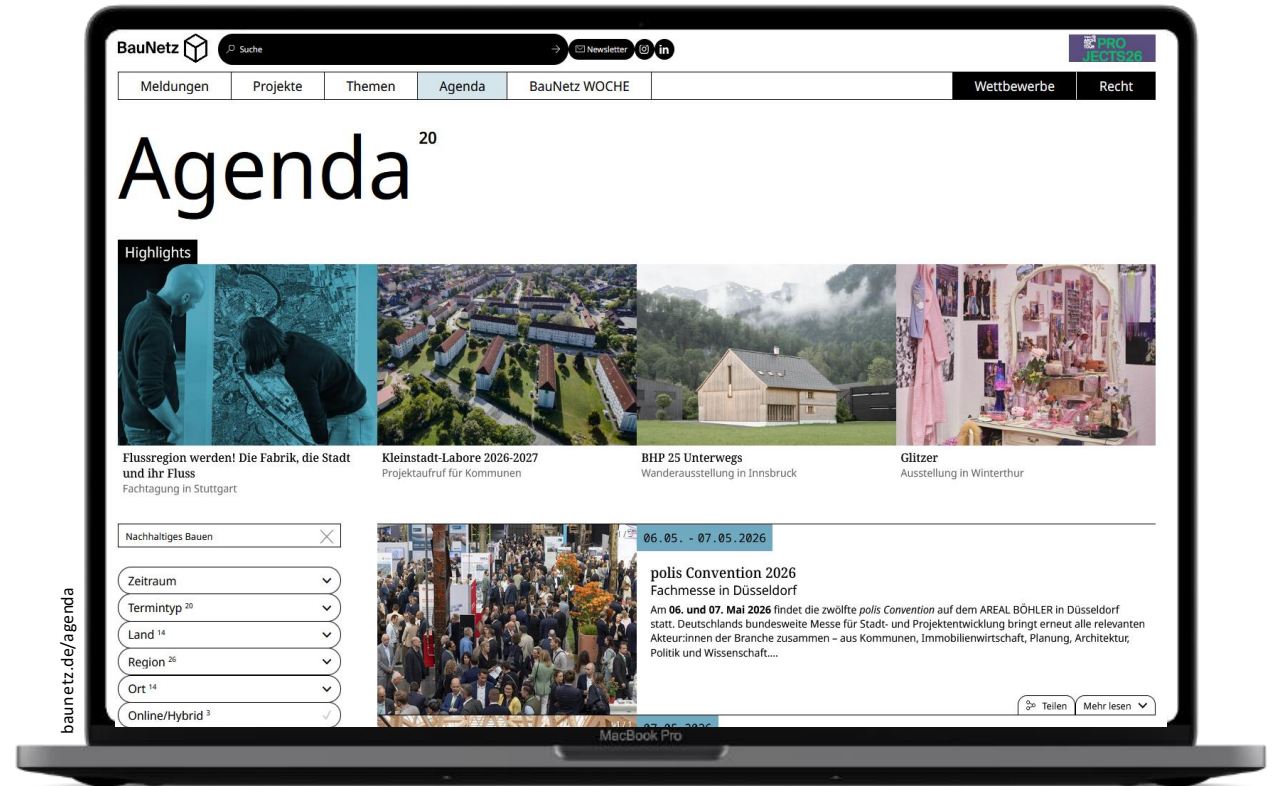 BauNetz
Suche
Newsletter
in
PRO
JECTS26
Meldungen
Projekte
Themen
Agenda
BauNetz WOCHE
Wettbewerbe
Recht
Agenda 20
Highlights
Flussregion werden! Die Fabrik, die Stadt
und ihr Fluss
Fachtagung in Stuttgart
Kleinstadt-Labore 2026-2027
Projektaufruf für Kommunen
BHP 25 Unterwegs
Wanderausstellung in Innsbruck
Glitzer
Ausstellung in Winterthur
Nachhaltiges Bauen
Zeitraum
Termintyp 20
Land 14
Region 26
Ort 14
Online/Hybrid 3
06.05. - 07.05.2026
polis Convention 2026
Fachmesse in Düsseldorf
Am 06. und 07. Mai 2026 findet die zwölfte polis Convention auf dem AREAL BÖHLER in Düsseldorf
statt. Deutschlands bundesweite Messe für Stadt- und Projektentwicklung bringt erneut alle relevanten
Akteur:innen der Branche zusammen – aus Kommunen, Immobilienwirtschaft, Planung, Architektur,
Politik und Wissenschaft....
Teilen
Mehr lesen
07.05.2026
MacBook Pro
baunetz.de/agenda